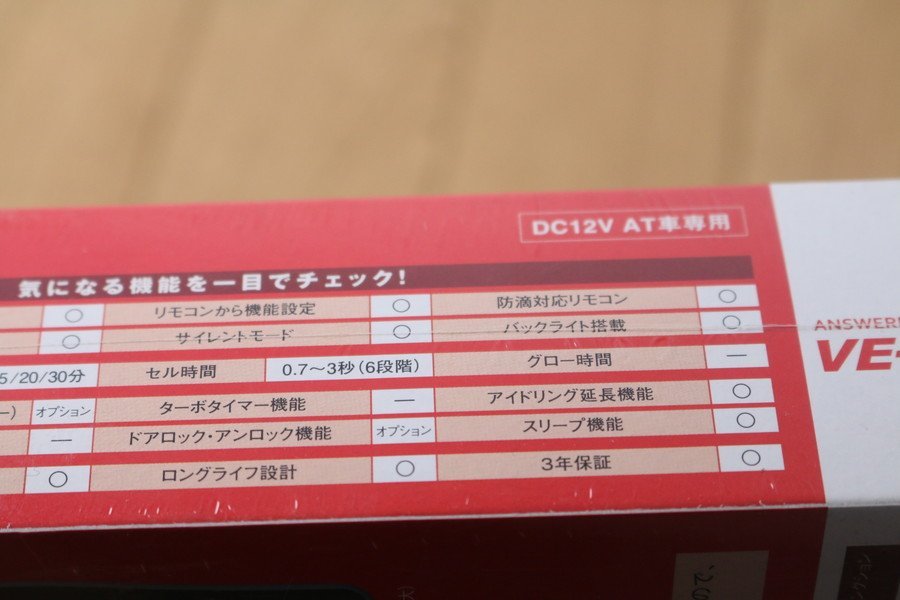 DC12V AT車専用
気になる機能を一目でチェック!
○ リモコンから機能設定 ○ 防滴対応リモコン ○
○ サイレントモード ○ バックライト搭載 ○
5/20/30分 セル時間 0.7～3秒(6段階) グロー時間 ―
ー) オプション ターボタイマー機能 ― アイドリング延長機能 ○
― ドアロック・アンロック機能 オプション スリープ機能 ○
○ ロングライフ設計 ○ 3年保証 ○
ANSWER
VE-